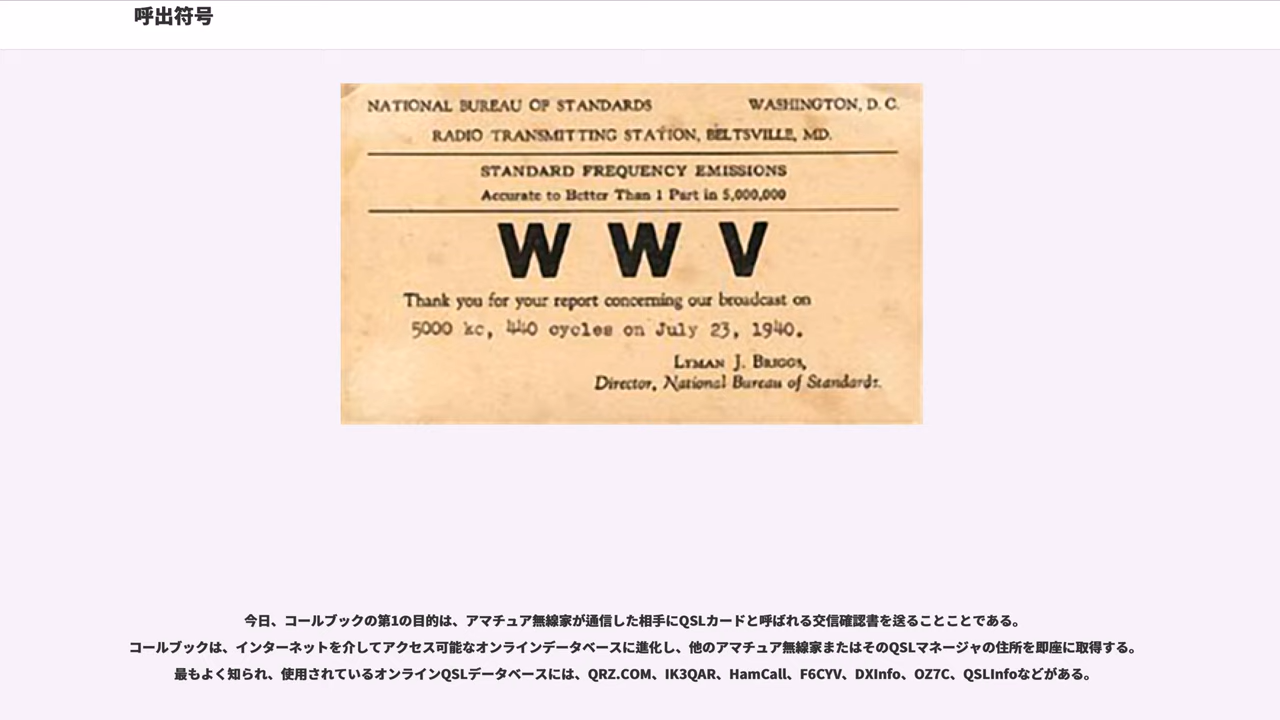 呼出符号
NATIONAL BUREAU OF STANDARDS WASHINGTON, D. C.
RADIO TRANSMITTING STATION, BELTSVILLE, MD.
STANDARD FREQUENCY EMISSIONS
Accurate to Better Than 1 Part in 5,000,000
W W V
Thank you for your report concerning our broadcast on
5000 kc, 440 cycles on July 23, 1940.
LYMAN J. BRIGGS,
Director, National Bureau of Standards.
今日、コールブックの第1の目的は、アマチュア無線家が通信した相手にQSLカードと呼ばれる交信確認書を送ることことである。
コールブックは、インターネットを介してアクセス可能なオンラインデータベースに進化し、他のアマチュア無線家またはそのQSLマネージャの住所を即座に取得する。
最もよく知られ、使用されているオンラインQSLデータベースには、QRZ.COM、IK3QAR、HamCall、F6CYV、DXInfo、OZ7C、QSLInfoなどがある。